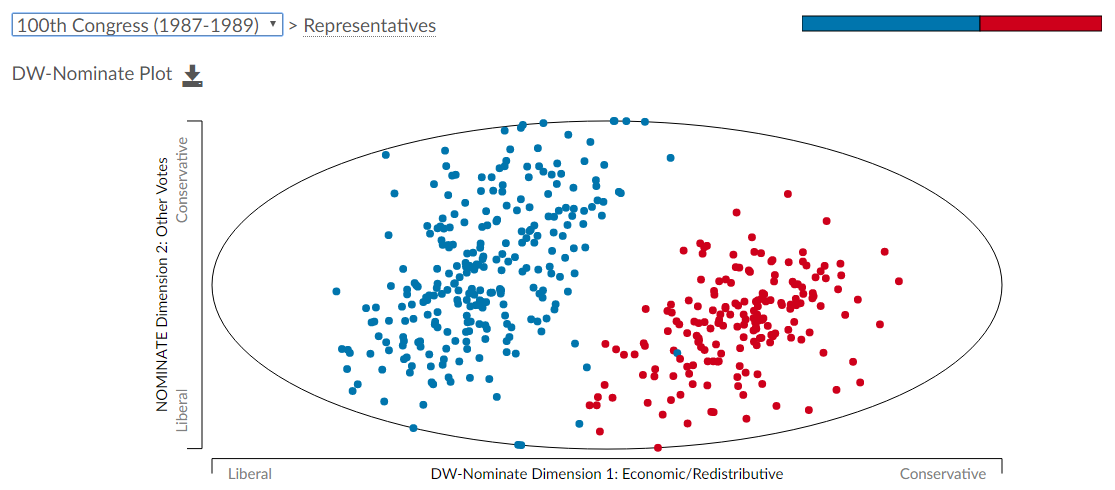 100th Congress (1987-1989) > Representatives
DW-Nominate Plot
NOMINATE Dimension 2: Other Votes
Conservative
Liberal
Liberal
DW-Nominate Dimension 1: Economic/Redistributive
Conservative